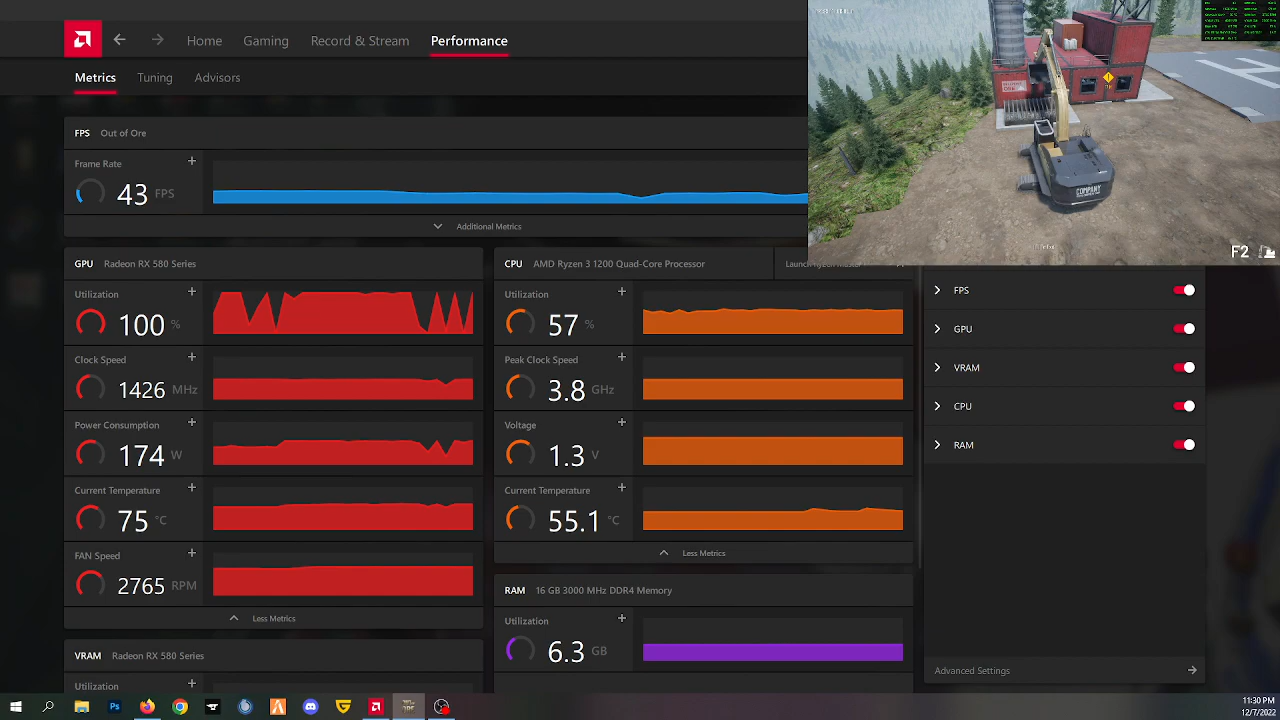 Home Gaming Record & Stream Performance
Metrics Tuning Advisors
FPS Out of Ore
Frame Rate
43 FPS
Additional Metrics
GPU Radeon RX 580 Series
Utilization
100 %
Clock Speed
1426 MHz
Power Consumption
174 W
Current Temperature
75 °C
FAN Speed
2765 RPM
Less Metrics
VRAM Radeon RX 580 Series
Utilization
CPU AMD Ryzen 3 1200 Quad-Core Processor
Utilization
57 %
Peak Clock Speed
3.8 GHz
Voltage
1.3 V
Current Temperature
55.1 °C
Less Metrics
RAM 16 GB 3000 MHz DDR4 Memory
Utilization
6.3 GB
COMPANY
F2
FPS
GPU
VRAM
CPU
RAM
Advanced Settings
11:30 PM
12/7/2022